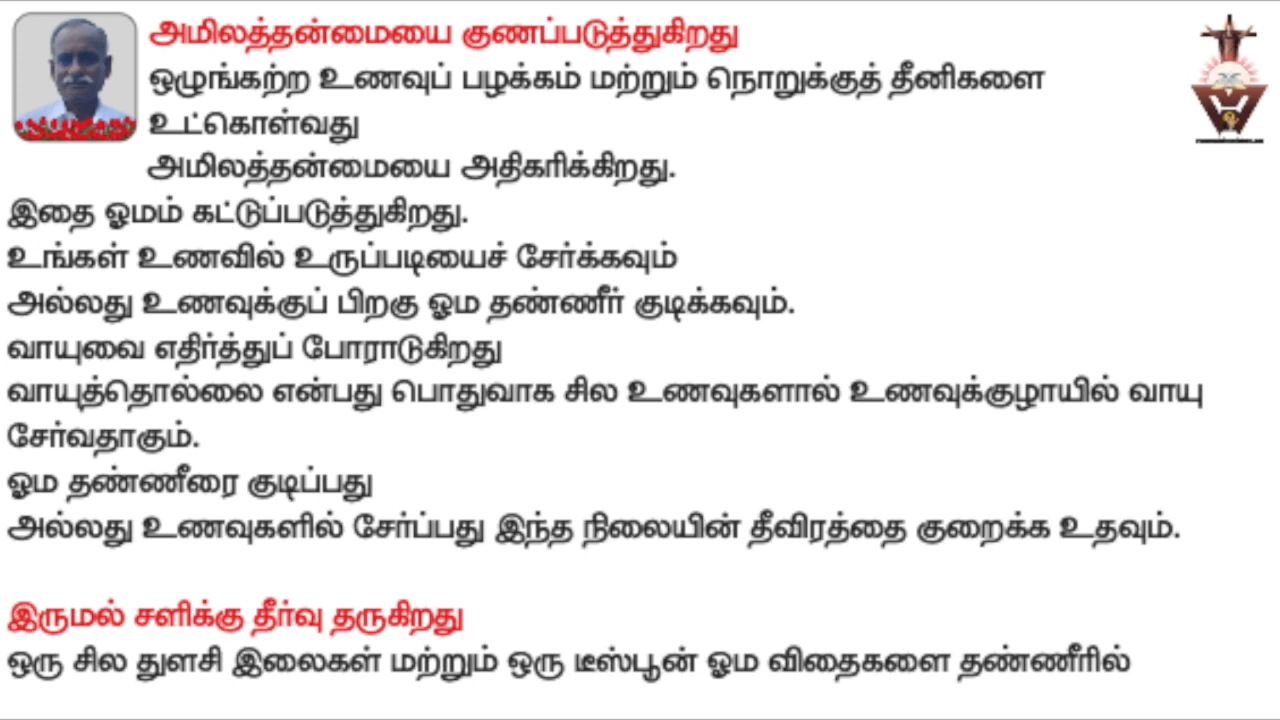 அமிலத்தன்மையை குணப்படுத்துகிறது
ஒழுங்கற்ற உணவுப் பழக்கம் மற்றும் நொறுக்குத் தீனிகளை
உட்கொள்வது
அமிலத்தன்மையை அதிகரிக்கிறது.
இதை ஓமம் கட்டுப்படுத்துகிறது.
உங்கள் உணவில் உருப்படியைச் சேர்க்கவும்
அல்லது உணவுக்குப் பிறகு ஓம தண்ணீர் குடிக்கவும்.
வாயுவை எதிர்த்துப் போராடுகிறது
வாயுத்தொல்லை என்பது பொதுவாக சில உணவுகளால் உணவுக்குழாயில் வாயு
சேர்வதாகும்.
ஓம தண்ணீரை குடிப்பது
அல்லது உணவுகளில் சேர்ப்பது இந்த நிலையின் தீவிரத்தை குறைக்க உதவும்.
இருமல் சளிக்கு தீர்வு தருகிறது
ஒரு சில துளசி இலைகள் மற்றும் ஒரு டீஸ்பூன் ஓம விதைகளை தண்ணீரில்